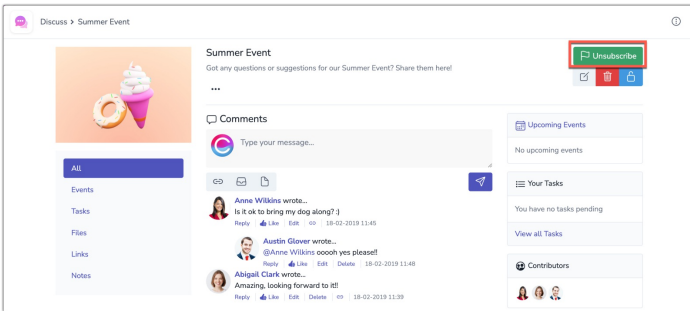 Discuss > Summer Event
Summer Event
Unsubscribe
Got any questions or suggestions for our Summer Event? Share them here!
Comments
Type your message...
All
Events
Tasks
Files
Links
Notes
Anne Wilkins wrote...
Is it ok to bring my dog along? :)
Reply Like Edit 18-02-2019 11:45
Austin Glover wrote...
@Anne Wilkins ooooh yes please!!
Reply Like Edit Delete 18-02-2019 11:48
Abigail Clark wrote...
Amazing, looking forward to it!!
Reply Like Edit Delete 18-02-2019 11:39
Upcoming Events
No upcoming events
Your Tasks
You have no tasks pending
View all Tasks
Contributors